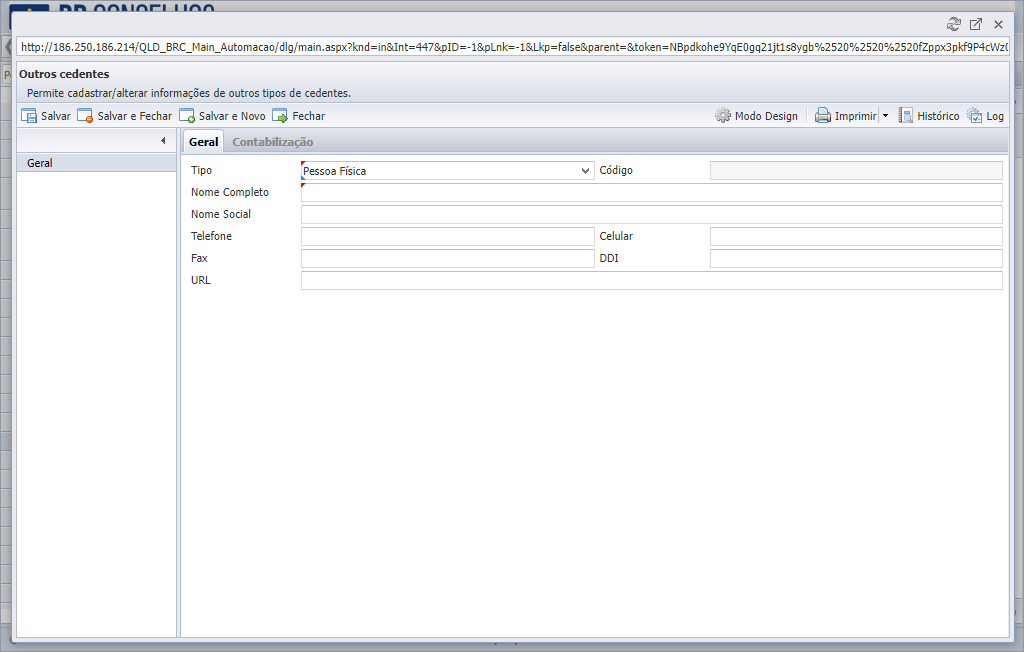 http://186.250.186.214/QLD_BRC_Main_Automacao/dlg/main.aspx?knd=in&Int=447&pID=-1&pLnk=-1&Lkp=false&parent=&token=NBpdkohe9YqE0gq21jt1s8ygb%2520%2520%2520fZppx3pkf9P4cWz0
Outros cedentes
Permite cadastrar/alterar informações de outros tipos de cedentes.
Salvar Salvar e Fechar Salvar e Novo Fechar Modo Design Imprimir Histórico Log
Geral Contabilização
Geral
Tipo Pessoa Física Código
Nome Completo
Nome Social
Telefone Celular
Fax DDI
URL